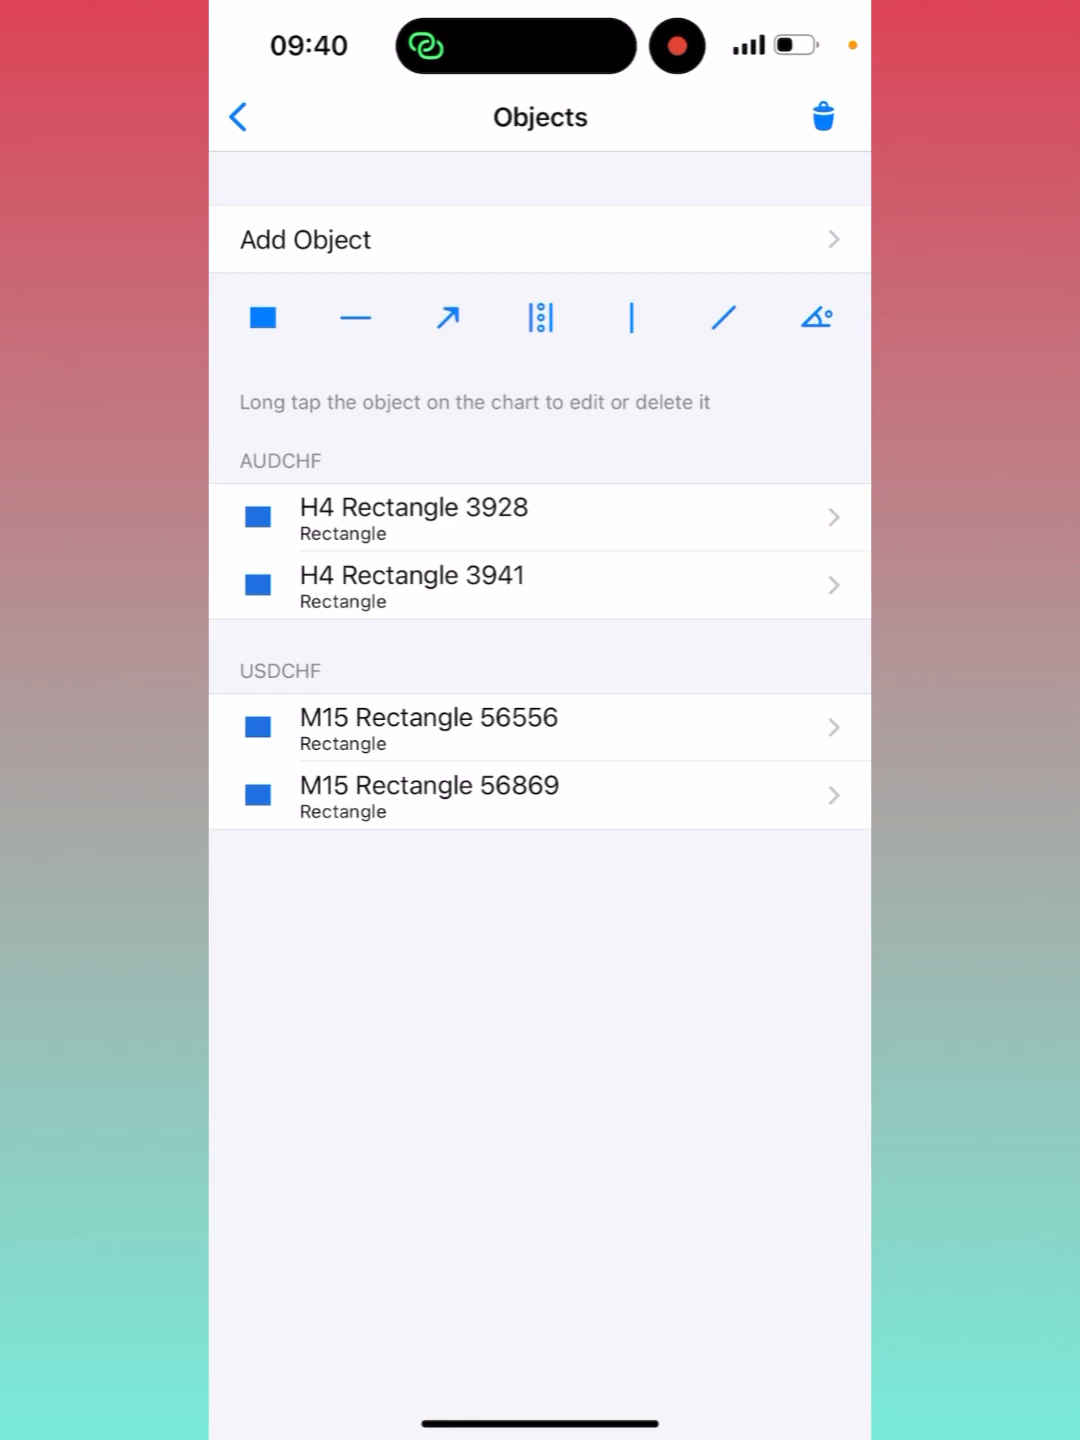 09:40
Objects
Add Object
Long tap the object on the chart to edit or delete it
AUDCHF
H4 Rectangle 3928
Rectangle
H4 Rectangle 3941
Rectangle
USDCHF
M15 Rectangle 56556
Rectangle
M15 Rectangle 56869
Rectangle